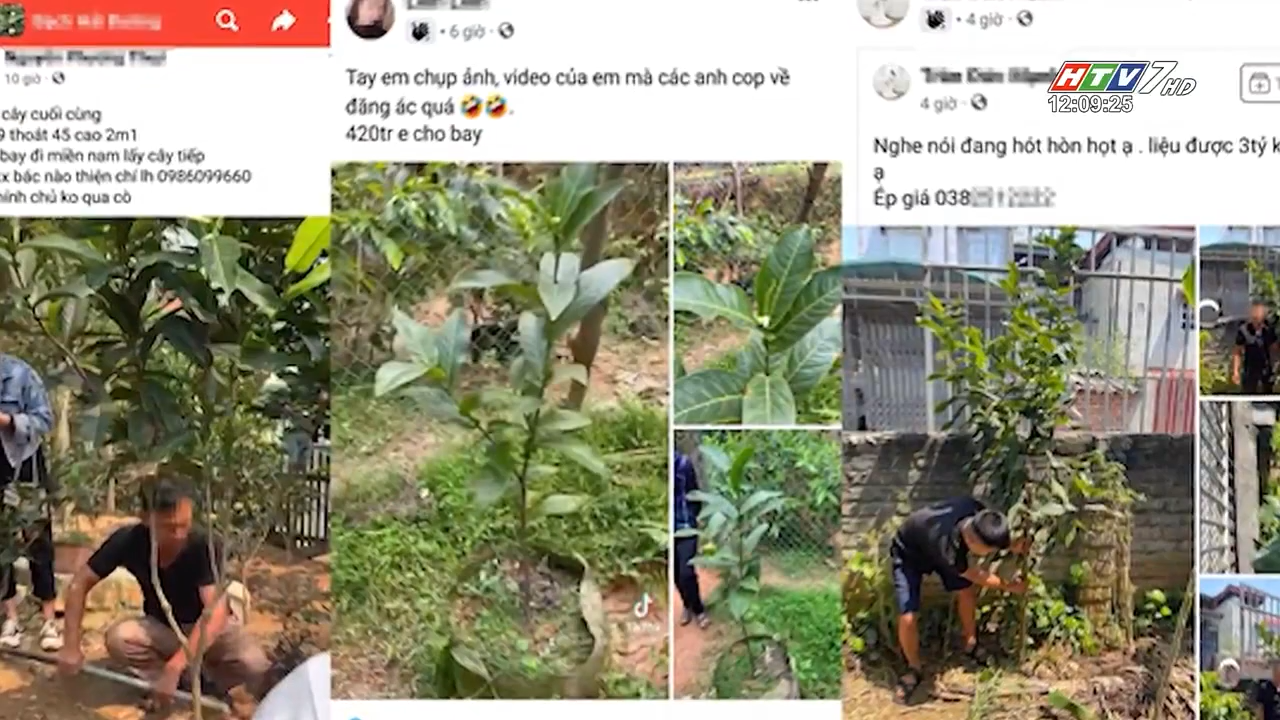 10 giờ
cây cuối cùng
9 thoát 45 cao 2m1
bay đi miền nam lấy cây tiếp
x bác nào thiện chí lh 0986099660
hính chủ ko qua cò
6 giờ
Tay em chụp ảnh, video của em mà các anh cop về
đăng ác quá 🤣🤣.
420tr e cho bay
4 giờ
4 giờ
HTV7 HD
12:09:25
Nghe nói đang hót hòn họt ạ . liệu được 3tỷ k
ạ
Ép giá 038